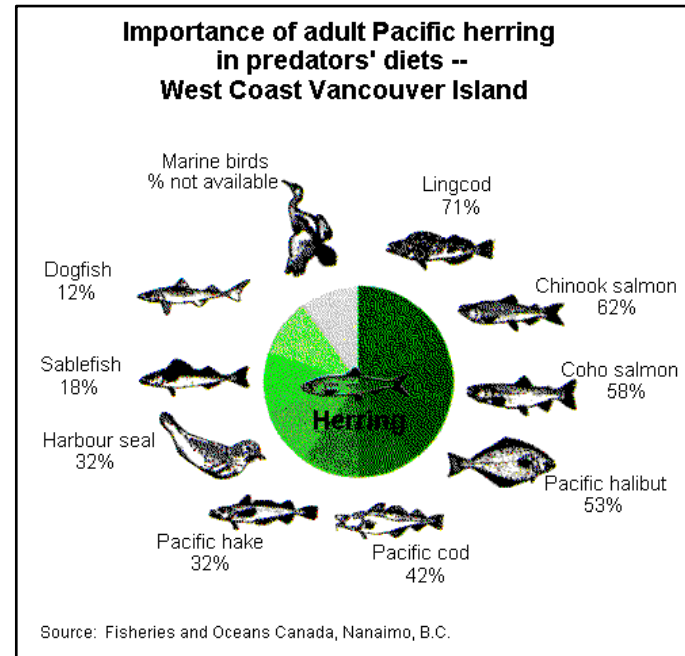 Importance of adult Pacific herring
in predators' diets --
West Coast Vancouver Island
Marine birds
% not available
Lingcod
71%
Dogfish
12%
Chinook salmon
62%
Sablefish
18%
Coho salmon
58%
Herring
Harbour seal
32%
Pacific halibut
53%
Pacific hake
32%
Pacific cod
42%
Source: Fisheries and Oceans Canada, Nanaimo, B.C.